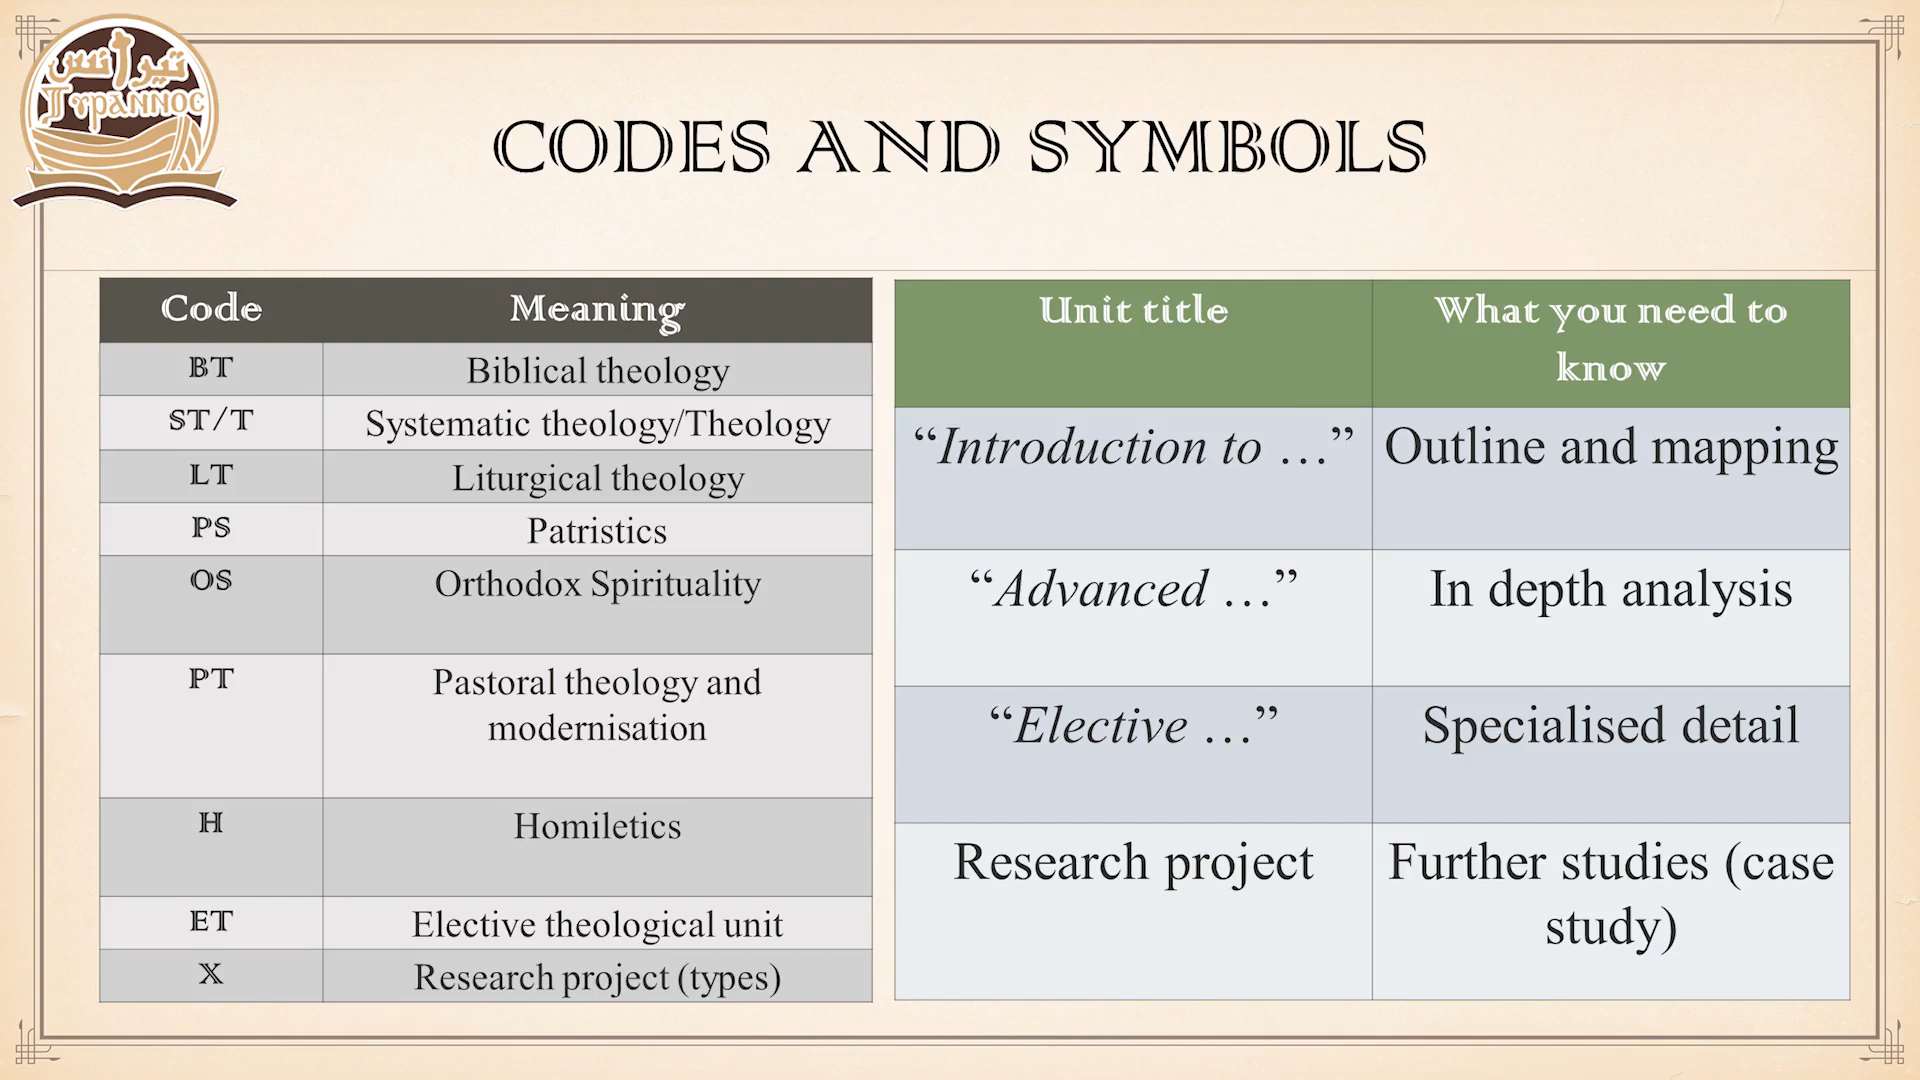 تيرانس
Ⲧⲩⲣⲁⲛⲛⲟⲥ
CODES AND SYMBOLS
Code Meaning
BT Biblical theology
ST/T Systematic theology/Theology
LT Liturgical theology
PS Patristics
OS Orthodox Spirituality
PT Pastoral theology and
modernisation
H Homiletics
ET Elective theological unit
X Research project (types)
Unit title What you need to
know
“Introduction to …” Outline and mapping
“Advanced …” In depth analysis
“Elective …” Specialised detail
Research project Further studies (case
study)